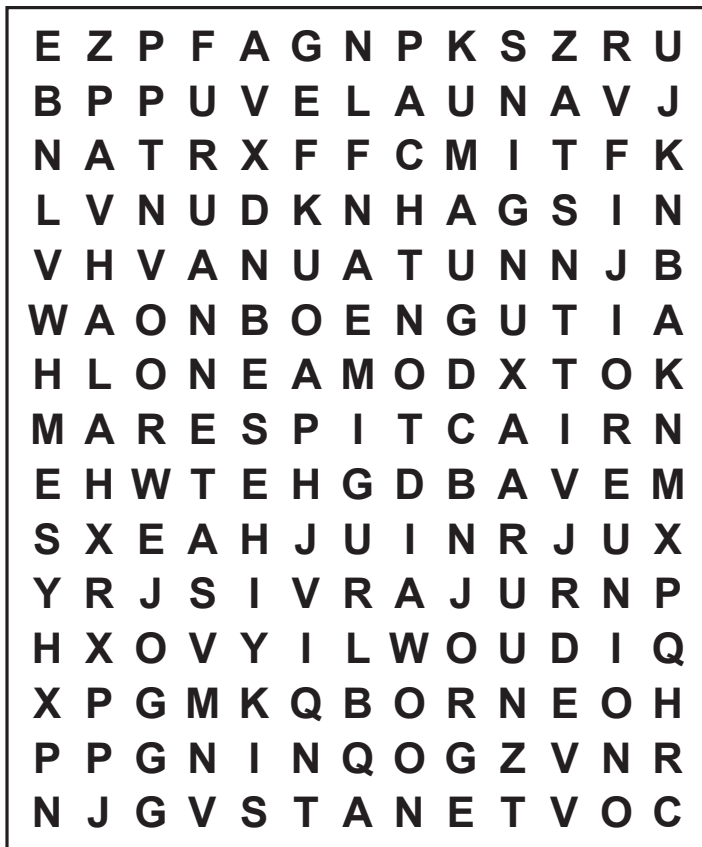 E Z P F A G N P K S Z R U
B P P U V E L A U N A V J
N A T R X F F C M I T F K
L V N U D K N H A G S I N
V H V A N U A T U N N J B
W A O N B O E N G U T I A
H L O N E A M O D X T O K
M A R E S P I T C A I R N
E H W T E H G D B A V E M
S X E A H J U I N R J U X
Y R J S I V R A J U R N P
H X O V Y I L W O U D I Q
X P G M K Q B O R N E O H
P P G N I N Q O G Z V N R
N J G V S T A N E T V O C